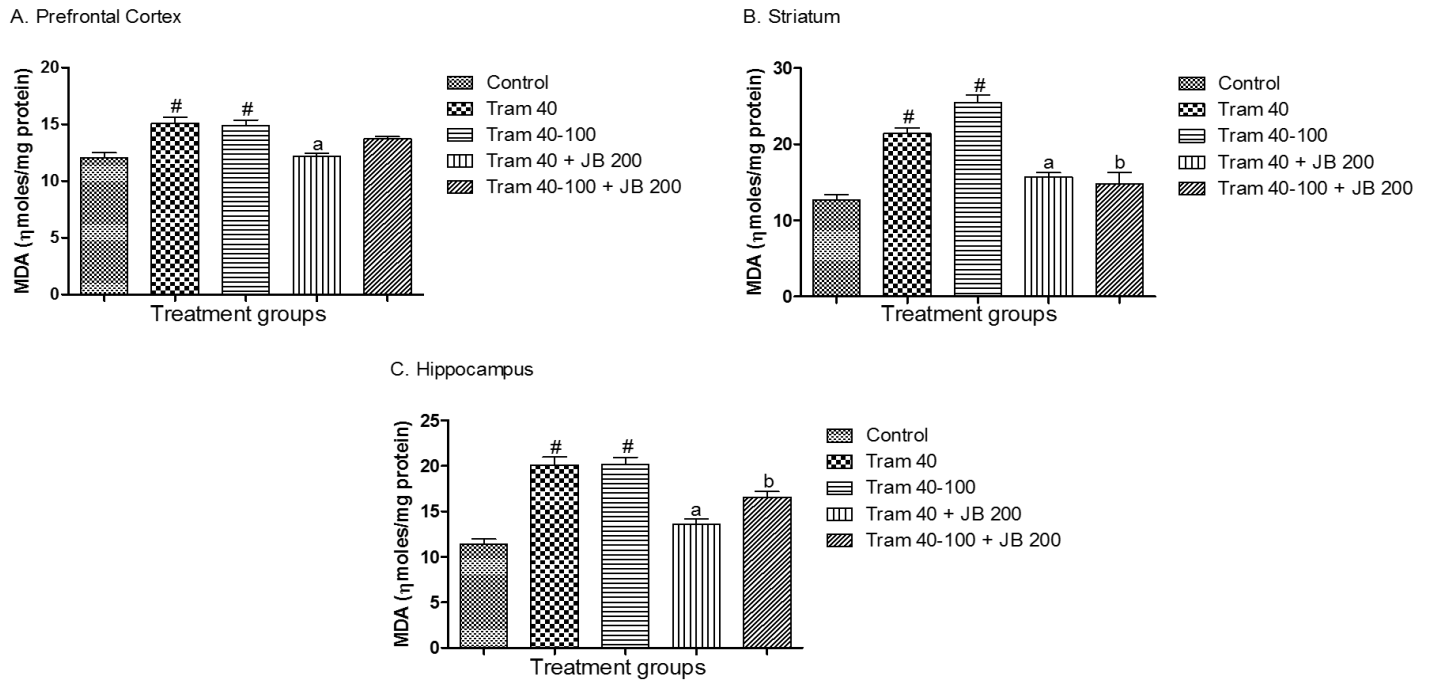 A. Prefrontal Cortex
MDA (ηmoles/mg protein)
20
15
10
5
0
#
#
a
Treatment groups
Control
Tram 40
Tram 40-100
Tram 40 + JB 200
Tram 40-100 + JB 200
B. Striatum
MDA (ηmoles/mg protein)
30
20
10
0
#
#
a
b
Treatment groups
Control
Tram 40
Tram 40-100
Tram 40 + JB 200
Tram 40-100 + JB 200
C. Hippocampus
MDA (ηmoles/mg protein)
25
20
15
10
5
0
#
#
a
b
Treatment groups
Control
Tram 40
Tram 40-100
Tram 40 + JB 200
Tram 40-100 + JB 200